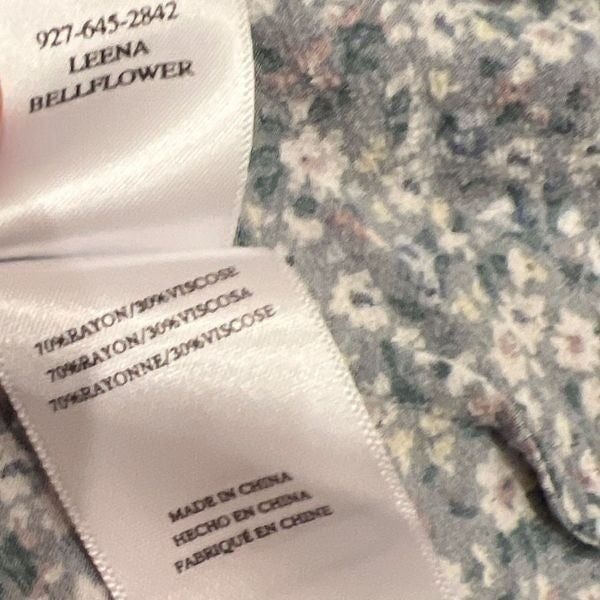 927-645-2842
LEENA
BELLFLOWER
70%RAYON/30%VISCOSE
70%RAYON/30%VISCOSA
70%RAYONNE/30%VISCOSE
MADE IN CHINA
HECHO EN CHINA
FABRIQUÉ EN CHINE